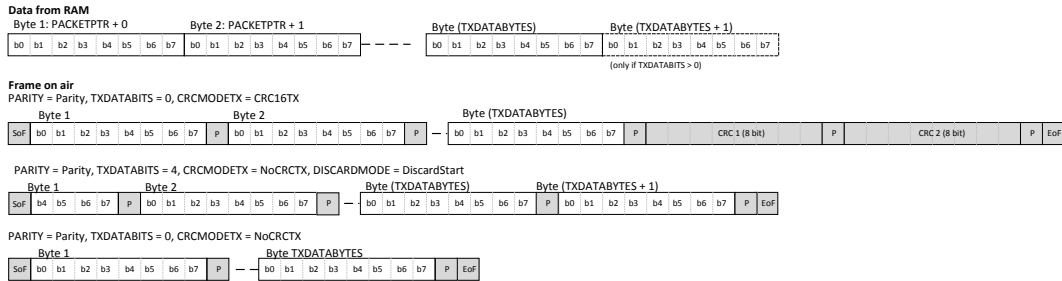 Data from RAM
Byte 1: PACKETPTR + 0 Byte 2: PACKETPTR + 1 Byte (TXDATABYTES) Byte (TXDATABYTES + 1)
b0 b1 b2 b3 b4 b5 b6 b7 b0 b1 b2 b3 b4 b5 b6 b7 b0 b1 b2 b3 b4 b5 b6 b7 b0 b1 b2 b3 b4 b5 b6 b7
(only if TXDATABITS > 0)
Frame on air
PARITY = Parity, TXDATABITS = 0, CRCMODETX = CRC16TX
Byte 1 Byte 2 Byte (TXDATABYTES)
SoF b0 b1 b2 b3 b4 b5 b6 b7 P b0 b1 b2 b3 b4 b5 b6 b7 P b0 b1 b2 b3 b4 b5 b6 b7 P CRC 1 (8 bit) P CRC 2 (8 bit) P EoF
PARITY = Parity, TXDATABITS = 4, CRCMODETX = NoCRCTX, DISCARDMODE = DiscardStart
Byte 1 Byte 2 Byte (TXDATABYTES) Byte (TXDATABYTES + 1)
SoF b4 b5 b6 b7 P b0 b1 b2 b3 b4 b5 b6 b7 P b0 b1 b2 b3 b4 b5 b6 b7 P b0 b1 b2 b3 b4 b5 b6 b7 P EoF
PARITY = Parity, TXDATABITS = 0, CRCMODETX = NoCRCTX
Byte 1 Byte TXDATABYTES
SoF b0 b1 b2 b3 b4 b5 b6 b7 P b0 b1 b2 b3 b4 b5 b6 b7 P EoF